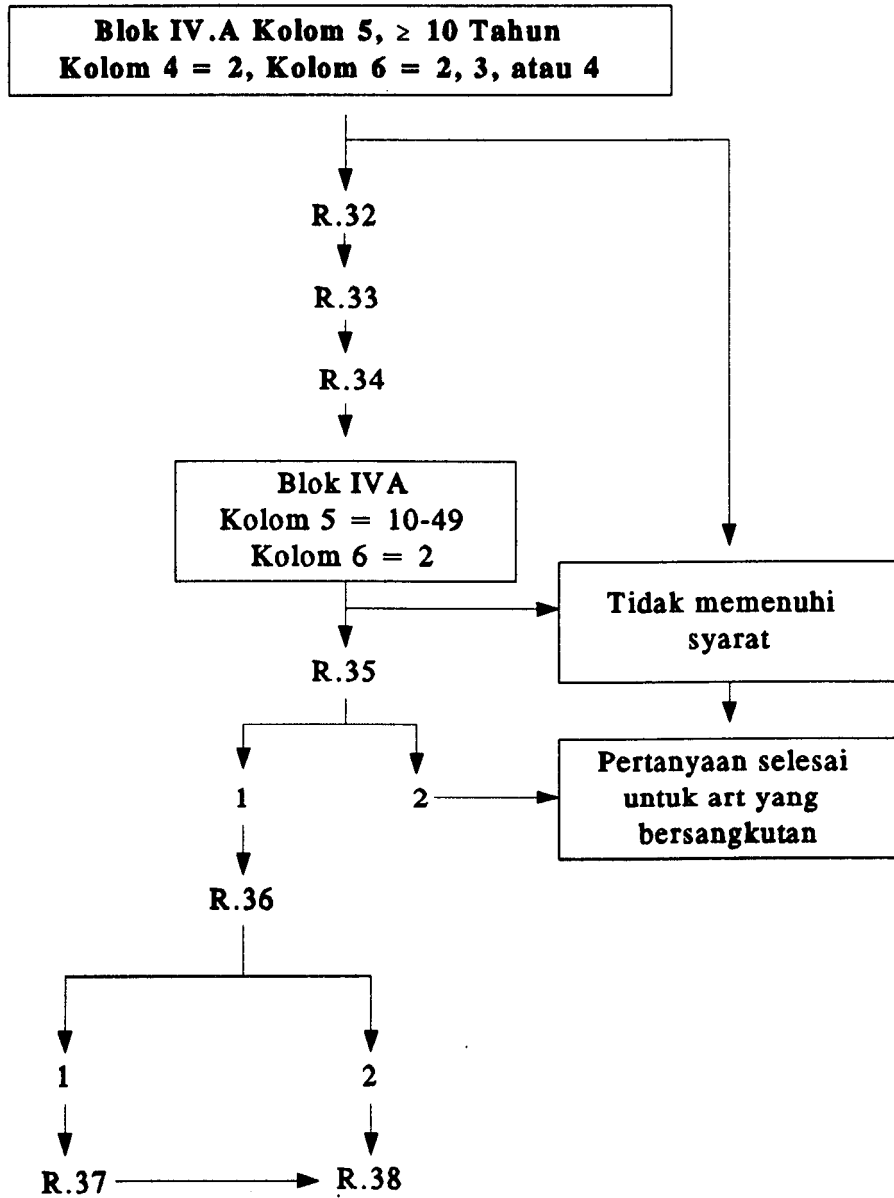 Blok IV.A Kolom 5, ≥ 10 Tahun
Kolom 4 = 2, Kolom 6 = 2, 3, atau 4
R.32
R.33
R.34
Blok IVA
Kolom 5 = 10-49
Kolom 6 = 2
Tidak memenuhi
syarat
R.35
1
2
Pertanyaan selesai
untuk art yang
bersangkutan
R.36
1
2
R.37
R.38